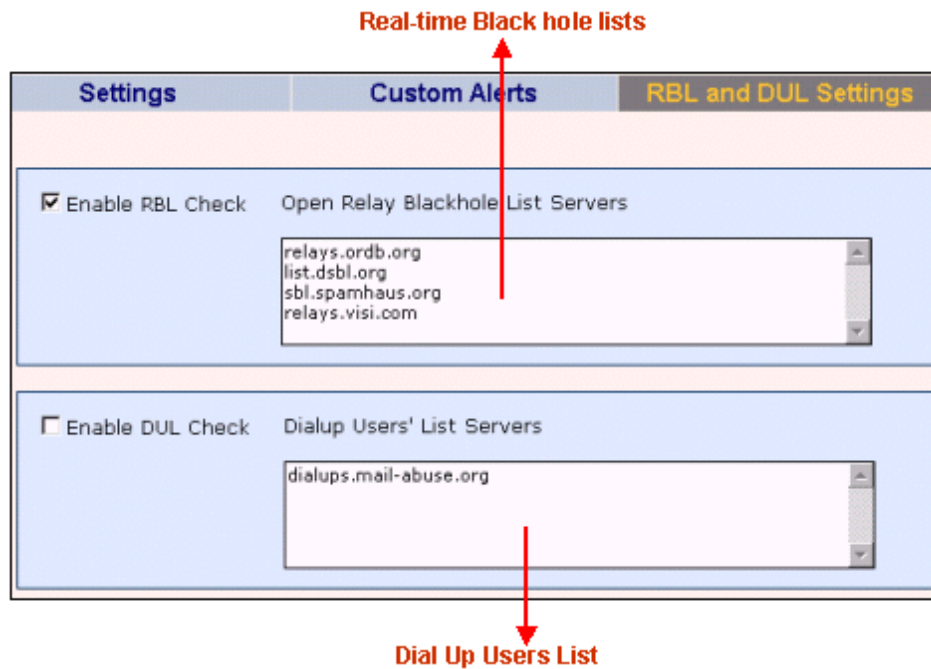 Real-time Black hole lists
Settings Custom Alerts RBL and DUL Settings
Enable RBL Check Open Relay Blackhole List Servers
relays.ordb.org
list.dsbl.org
sbl.spamhaus.org
relays.visi.com
Enable DUL Check Dialup Users' List Servers
dialups.mail-abuse.org
Dial Up Users List